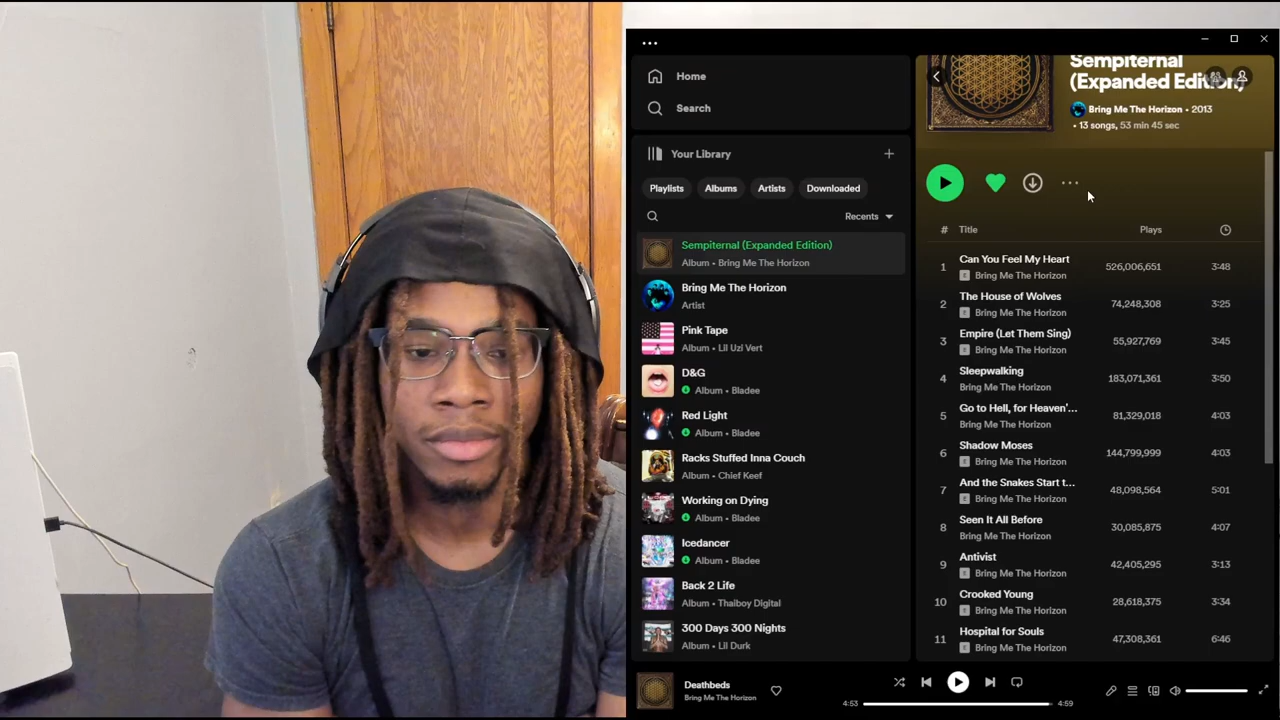 Home
Search
Your Library
Playlists
Albums
Artists
Downloaded
Recents
Sempiternal (Expanded Edition)
Album • Bring Me The Horizon
Bring Me The Horizon
Artist
Pink Tape
Album • Lil Uzi Vert
D&G
Album • Bladee
Red Light
Album • Bladee
Racks Stuffed Inna Couch
Album • Chief Keef
Working on Dying
Album • Bladee
Icedancer
Album • Bladee
Back 2 Life
Album • Thaiboy Digital
300 Days 300 Nights
Album • Lil Durk
Sempiternal
(Expanded Edition)
Bring Me The Horizon • 2013
• 13 songs, 53 min 45 sec
# Title Plays
1 Can You Feel My Heart 526,006,651 3:48
E Bring Me The Horizon
2 The House of Wolves 74,248,308 3:25
E Bring Me The Horizon
3 Empire (Let Them Sing) 55,927,769 3:45
E Bring Me The Horizon
4 Sleepwalking 183,071,361 3:50
Bring Me The Horizon
5 Go to Hell, for Heaven'... 81,329,018 4:03
Bring Me The Horizon
6 Shadow Moses 144,799,999 4:03
E Bring Me The Horizon
7 And the Snakes Start t... 48,098,564 5:01
E Bring Me The Horizon
8 Seen It All Before 30,085,875 4:07
Bring Me The Horizon
9 Antivist 42,405,295 3:13
E Bring Me The Horizon
10 Crooked Young 28,618,375 3:34
E Bring Me The Horizon
11 Hospital for Souls 47,308,361 6:46
E Bring Me The Horizon
Deathbeds
Bring Me The Horizon
4:53 4:59